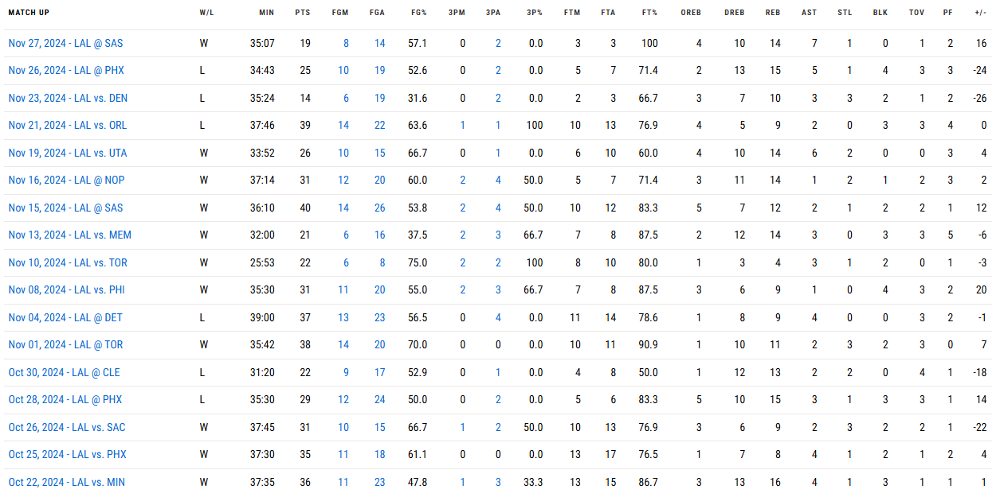 MATCH UP W/L MIN PTS FGM FGA FG% 3PM 3PA 3P% FTM FTA FT% OREB DREB REB AST STL BLK TOV PF +/-
Nov 27, 2024 - LAL @ SAS W 35:07 19 8 14 57.1 0 2 0.0 3 3 100 4 10 14 7 1 0 1 2 16
Nov 26, 2024 - LAL @ PHX L 34:43 25 10 19 52.6 0 2 0.0 5 7 71.4 2 13 15 5 1 4 3 3 -24
Nov 23, 2024 - LAL vs. DEN L 35:24 14 6 19 31.6 0 2 0.0 2 3 66.7 3 7 10 3 3 2 1 2 -26
Nov 21, 2024 - LAL vs. ORL L 37:46 39 14 22 63.6 1 1 100 10 13 76.9 4 5 9 2 0 3 3 4 0
Nov 19, 2024 - LAL vs. UTA W 33:52 26 10 15 66.7 0 1 0.0 6 10 60.0 4 10 14 6 2 0 0 3 4
Nov 16, 2024 - LAL @ NOP W 37:14 31 12 20 60.0 2 4 50.0 5 7 71.4 3 11 14 1 2 1 2 3 2
Nov 15, 2024 - LAL @ SAS W 36:10 40 14 26 53.8 2 4 50.0 10 12 83.3 5 7 12 2 1 2 2 1 12
Nov 13, 2024 - LAL vs. MEM W 32:00 21 6 16 37.5 2 3 66.7 7 8 87.5 2 12 14 3 0 3 3 5 -6
Nov 10, 2024 - LAL vs. TOR W 25:53 22 6 8 75.0 2 2 100 8 10 80.0 1 3 4 3 1 2 0 1 -3
Nov 08, 2024 - LAL vs. PHI W 35:30 31 11 20 55.0 2 3 66.7 7 8 87.5 3 6 9 1 0 4 3 2 20
Nov 04, 2024 - LAL @ DET L 39:00 37 13 23 56.5 0 4 0.0 11 14 78.6 1 8 9 4 0 0 3 2 -1
Nov 01, 2024 - LAL @ TOR W 35:42 38 14 20 70.0 0 0 0.0 10 11 90.9 1 10 11 2 3 2 3 0 7
Oct 30, 2024 - LAL @ CLE L 31:20 22 9 17 52.9 0 1 0.0 4 8 50.0 1 12 13 2 2 0 4 1 -18
Oct 28, 2024 - LAL @ PHX L 35:30 29 12 24 50.0 0 2 0.0 5 6 83.3 5 10 15 3 1 3 3 1 14
Oct 26, 2024 - LAL vs. SAC W 37:45 31 10 15 66.7 1 2 50.0 10 13 76.9 3 6 9 2 3 2 2 1 -22
Oct 25, 2024 - LAL vs. PHX W 37:30 35 11 18 61.1 0 0 0.0 13 17 76.5 1 7 8 4 1 2 1 2 4
Oct 22, 2024 - LAL vs. MIN W 37:35 36 11 23 47.8 1 3 33.3 13 15 86.7 3 13 16 4 1 3 1 1 1